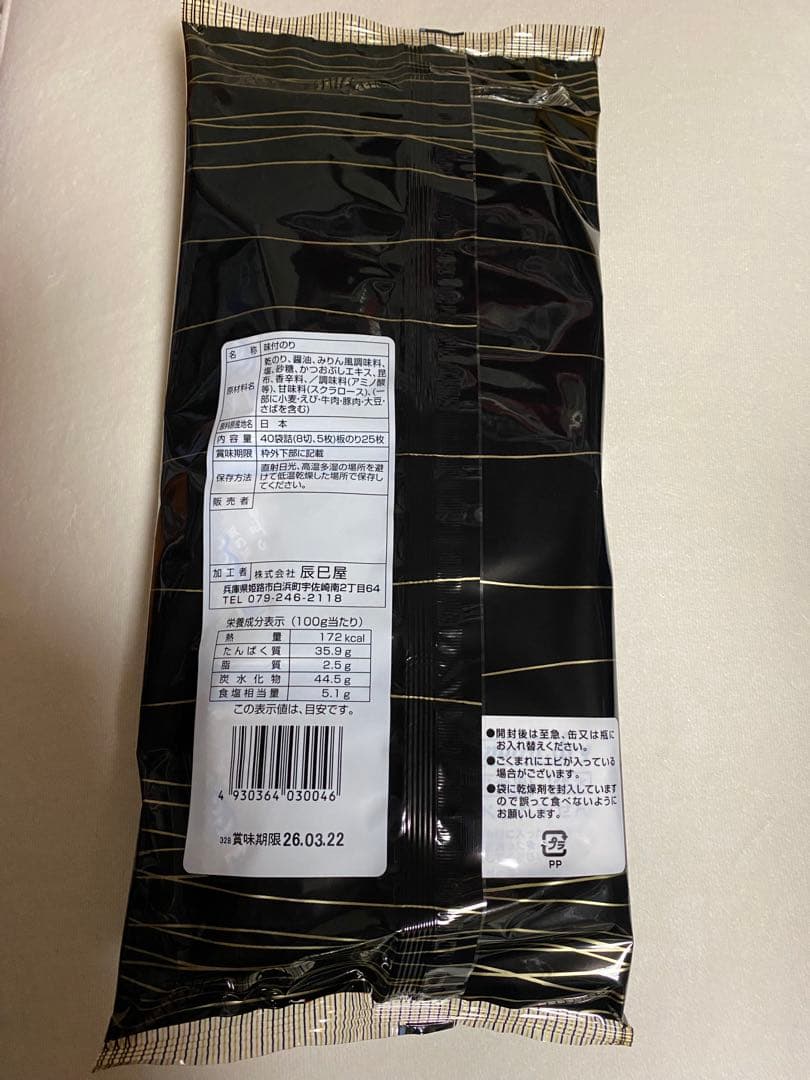 名称 味付のり
原材料名 乾のり、醤油、みりん風調味料、
塩、砂糖、かつおぶしエキス、昆
布、香辛料、／調味料(アミノ酸
等)、甘味料(スクラロース)、(一
部に小麦・えび・牛肉・豚肉・大豆・
さばを含む)
原料原産地名 日本
内容量 40袋詰(8切、5枚)板のり25枚
賞味期限 枠外下部に記載
保存方法 直射日光、高温多湿の場所を避
けて低温乾燥した場所で保存し
てください。
販売者
加工者 株式会社 辰巳屋
兵庫県姫路市白浜町宇佐崎南2丁目64
TEL 079-246-2118
栄養成分表示(100g当たり)
熱量 172kcal
たんぱく質 35.9g
脂質 2.5g
炭水化物 44.5g
食塩相当量 5.1g
この表示値は、目安です。
4 930364 030046
328 賞味期限 26.03.22
●開封後は至急、缶又は瓶に
お入れ替えください。
●ごくまれにエビが入っている
場合がございます。
●袋に乾燥剤を封入しています
ので誤って食べないように
お願いします。
プラ
PP